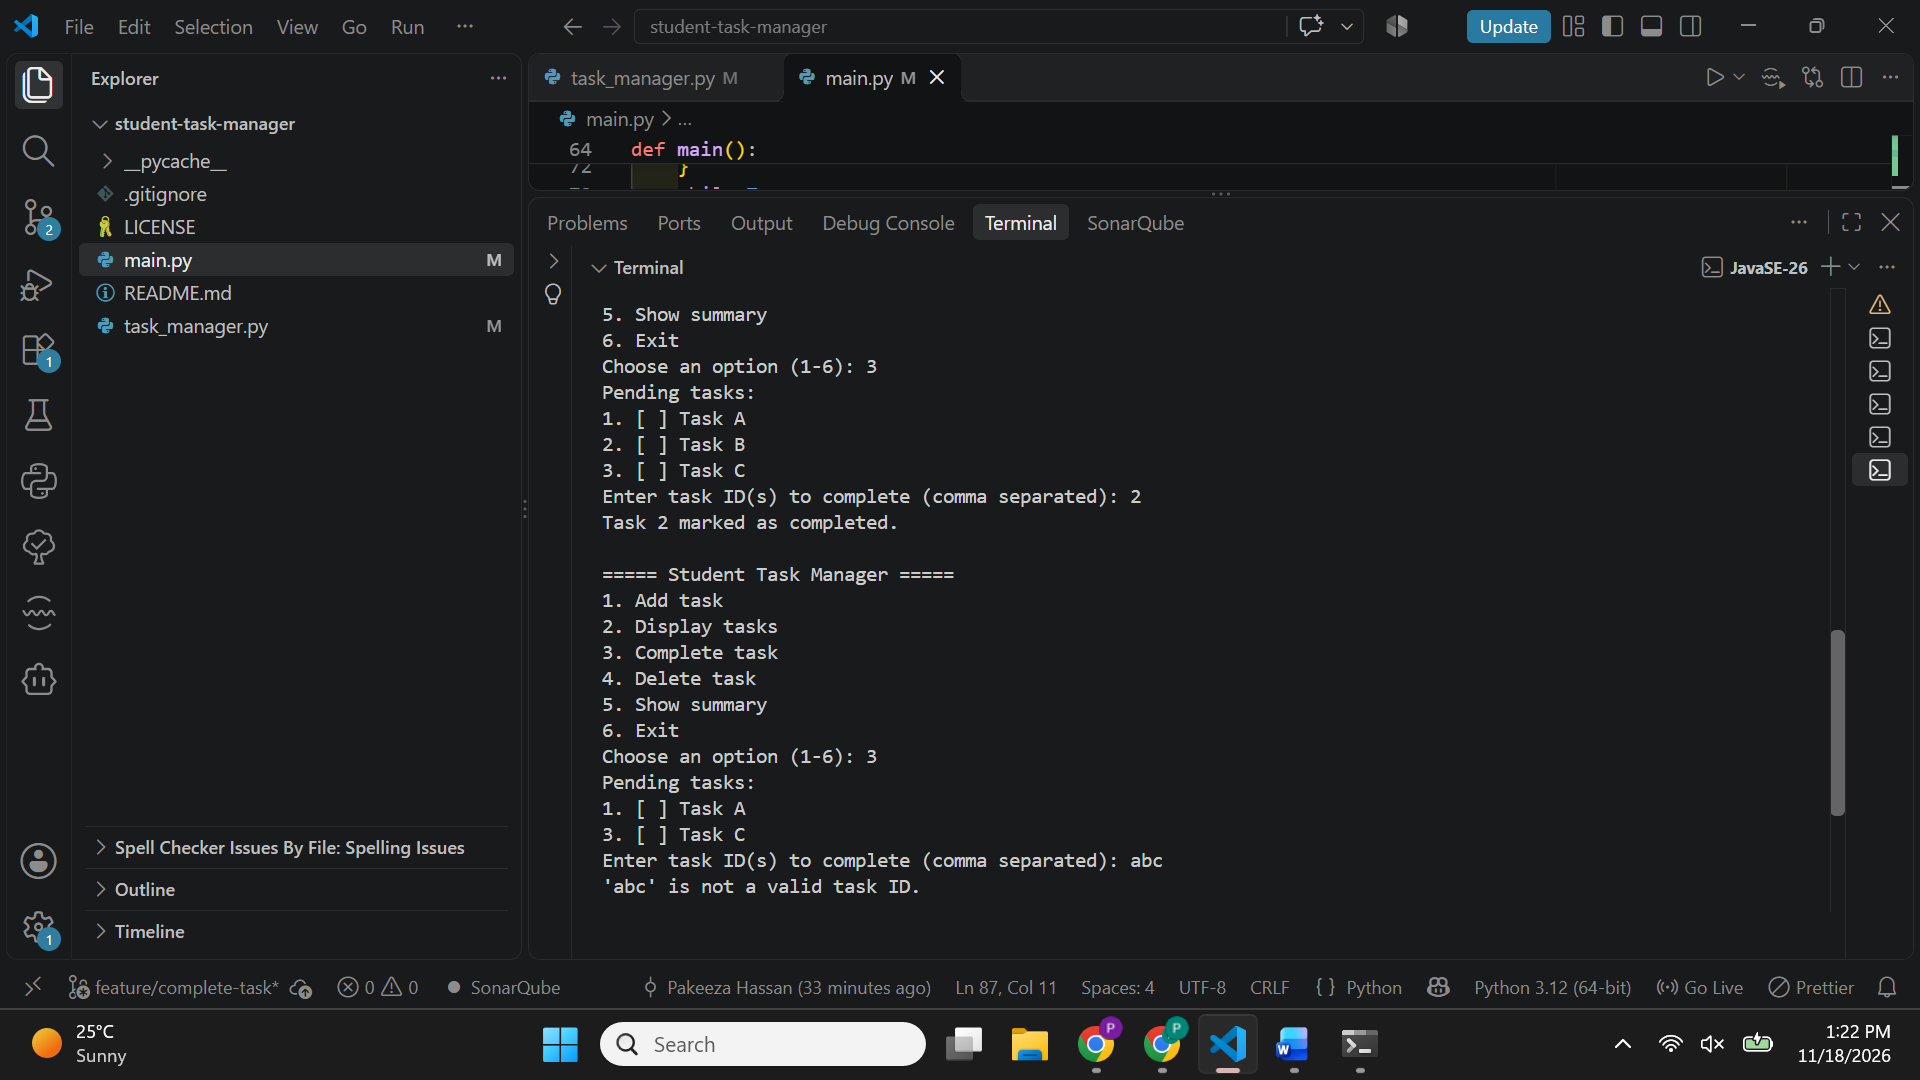 File Edit Selection View Go Run
student-task-manager
Update
Explorer
student-task-manager
__pycache__
.gitignore
LICENSE
main.py M
README.md
task_manager.py M
2
1
Spell Checker Issues By File: Spelling Issues
Outline
Timeline
1
task_manager.py M
main.py M
main.py > ...
64 def main():
72 }
Problems Ports Output Debug Console Terminal SonarQube
Terminal
JavaSE-26
5. Show summary
6. Exit
Choose an option (1-6): 3
Pending tasks:
1. [ ] Task A
2. [ ] Task B
3. [ ] Task C
Enter task ID(s) to complete (comma separated): 2
Task 2 marked as completed.
===== Student Task Manager =====
1. Add task
2. Display tasks
3. Complete task
4. Delete task
5. Show summary
6. Exit
Choose an option (1-6): 3
Pending tasks:
1. [ ] Task A
3. [ ] Task C
Enter task ID(s) to complete (comma separated): abc
'abc' is not a valid task ID.
feature/complete-task* 0 0 SonarQube Pakeeza Hassan (33 minutes ago) Ln 87, Col 11 Spaces: 4 UTF-8 CRLF { } Python Python 3.12 (64-bit) Go Live Prettier
25°C
Sunny
Search
P
P
W
1:22 PM
11/18/2026